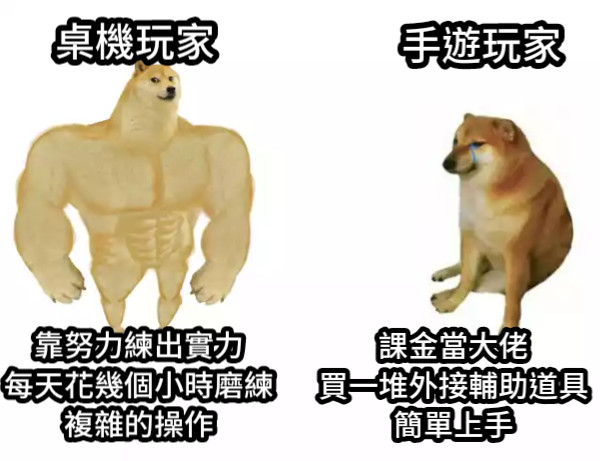 桌機玩家
手遊玩家
靠努力練出實力
每天花幾個小時磨練
複雜的操作
課金當大佬
買一堆外接輔助道具
簡單上手